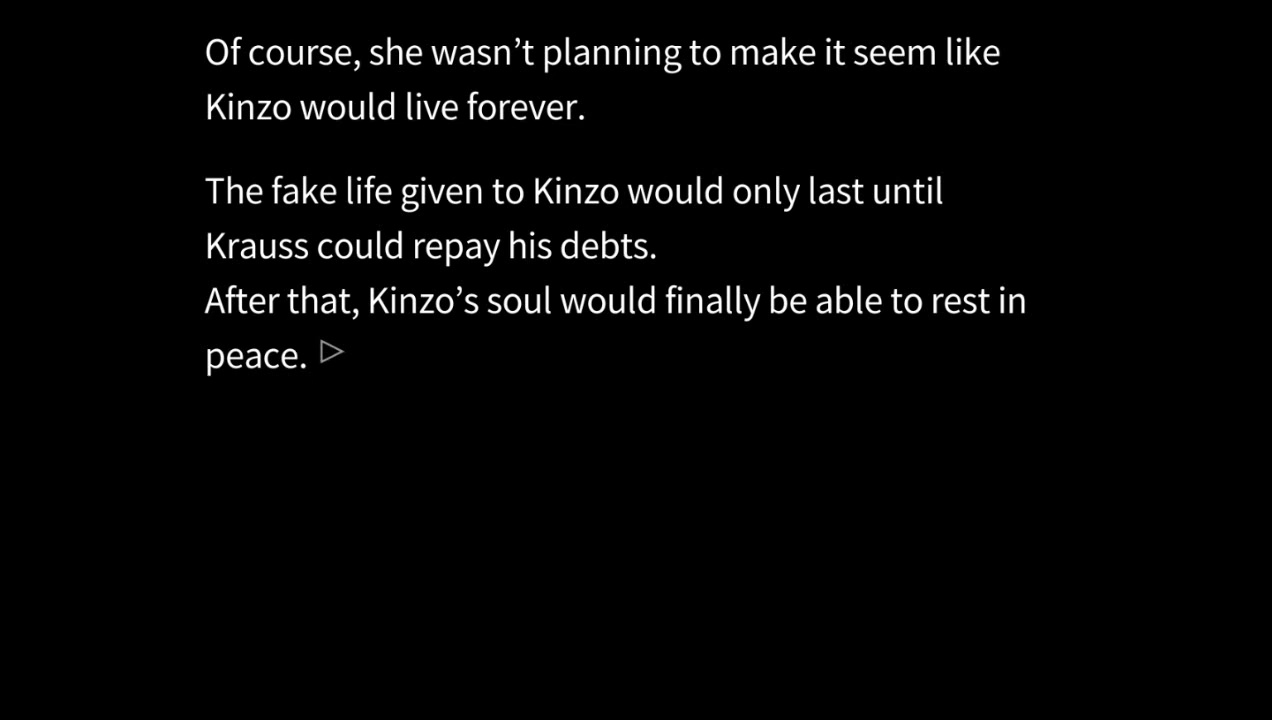 Of course, she wasn’t planning to make it seem like
Kinzo would live forever.
The fake life given to Kinzo would only last until
Krauss could repay his debts.
After that, Kinzo’s soul would finally be able to rest in
peace.